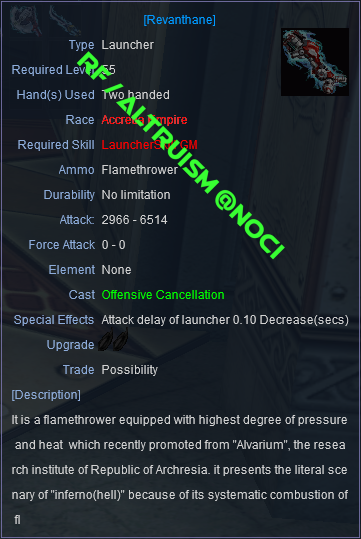 [Revanthane]
Type Launcher
Required Level 55
Hand(s) Used Two handed
Race Accretia Empire
Required Skill Launcher GM
Ammo Flamethrower
Durability No limitation
Attack: 2966 - 6514
Force Attack 0 - 0
Element None
Cast Offensive Cancellation
Special Effects Attack delay of launcher 0.10 Decrease(secs)
Upgrade
Trade Possibility
[Description]
It is a flamethrower equipped with highest degree of pressure
and heat which recently promoted from "Alvarium", the resea
rch institute of Republic of Archresia. it presents the literal sce
nary of "inferno(hell)" because of its systematic combustion of
fl
RF / ALTRUISM @NOCI